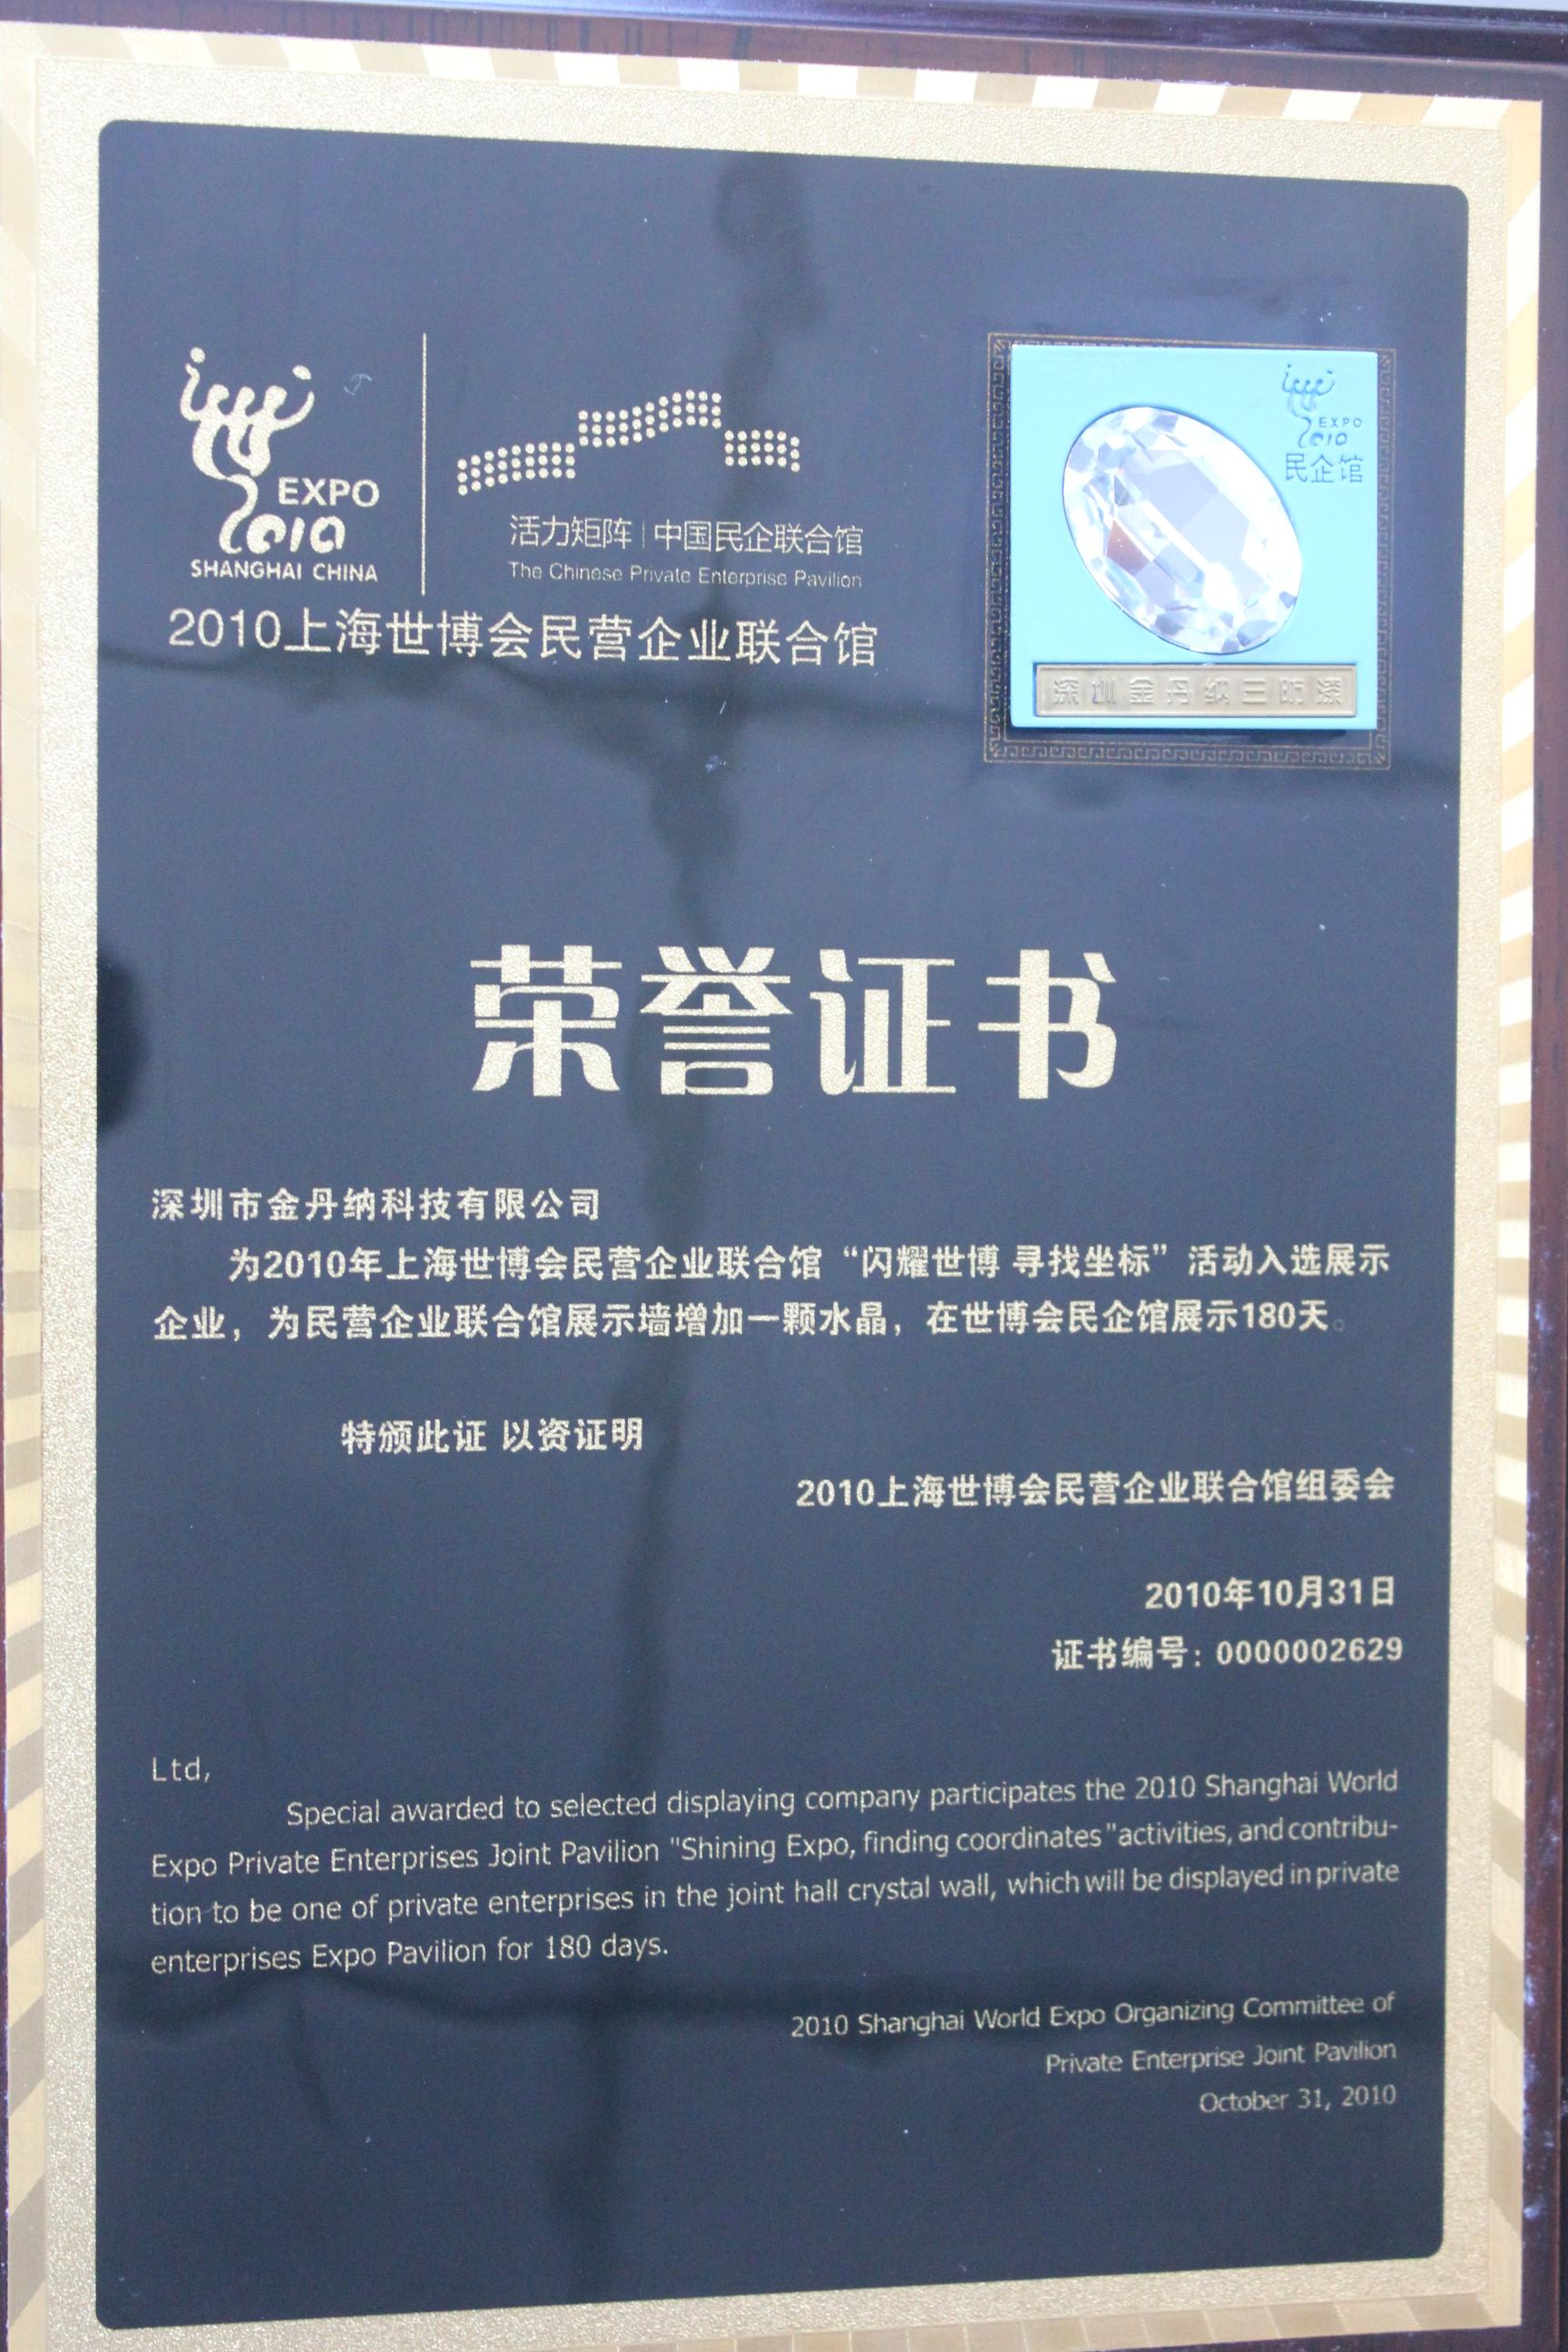 EXPO
2010
SHANGHAI CHINA
活力矩阵|中国民企联合馆
The Chinese Private Enterprise Pavilion
2010上海世博会民营企业联合馆
EXPO
2010
民企馆
深圳金丹纳三防漆
荣誉证书
深圳市金丹纳科技有限公司
为2010年上海世博会民营企业联合馆“闪耀世博 寻找坐标”活动入选展示
企业，为民营企业联合馆展示墙增加一颗水晶，在世博会民企馆展示180天。
特颁此证 以资证明
2010上海世博会民营企业联合馆组委会
2010年10月31日
证书编号：0000002629
Ltd,
Special awarded to selected displaying company participates the 2010 Shanghai World
Expo Private Enterprises Joint Pavilion "Shining Expo, finding coordinates"activities, and contribu-
tion to be one of private enterprises in the joint hall crystal wall, which will be displayed in private
enterprises Expo Pavilion for 180 days.
2010 Shanghai World Expo Organizing Committee of
Private Enterprise Joint Pavilion
October 31, 2010